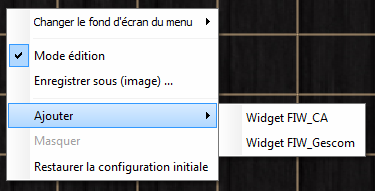 Changer le fond d'écran du menu
Mode édition
Enregistrer sous (image) ...
Ajouter
Widget FIW_CA
Masquer
Widget FIW_Gescom
Restaurer la configuration initiale